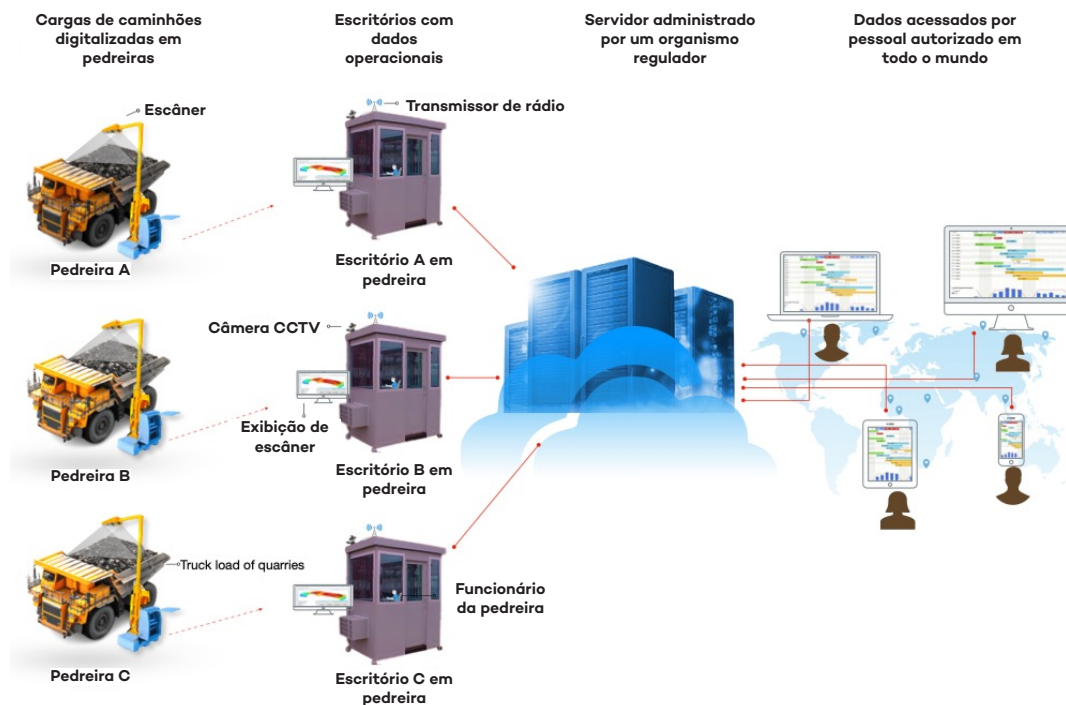 Cargas de caminhões
digitalizadas em
pedreiras
Escritórios com
dados
operacionais
Servidor administrado
por um organismo
regulador
Dados acessados por
pessoal autorizado em
todo o mundo
Escâner
Transmissor de rádio
Pedreira A
Escritório A em
pedreira
Câmera CCTV
Exibição de
escâner
Pedreira B
Escritório B em
pedreira
Truck load of quarries
Funcionário
da pedreira
Pedreira C
Escritório C em
pedreira